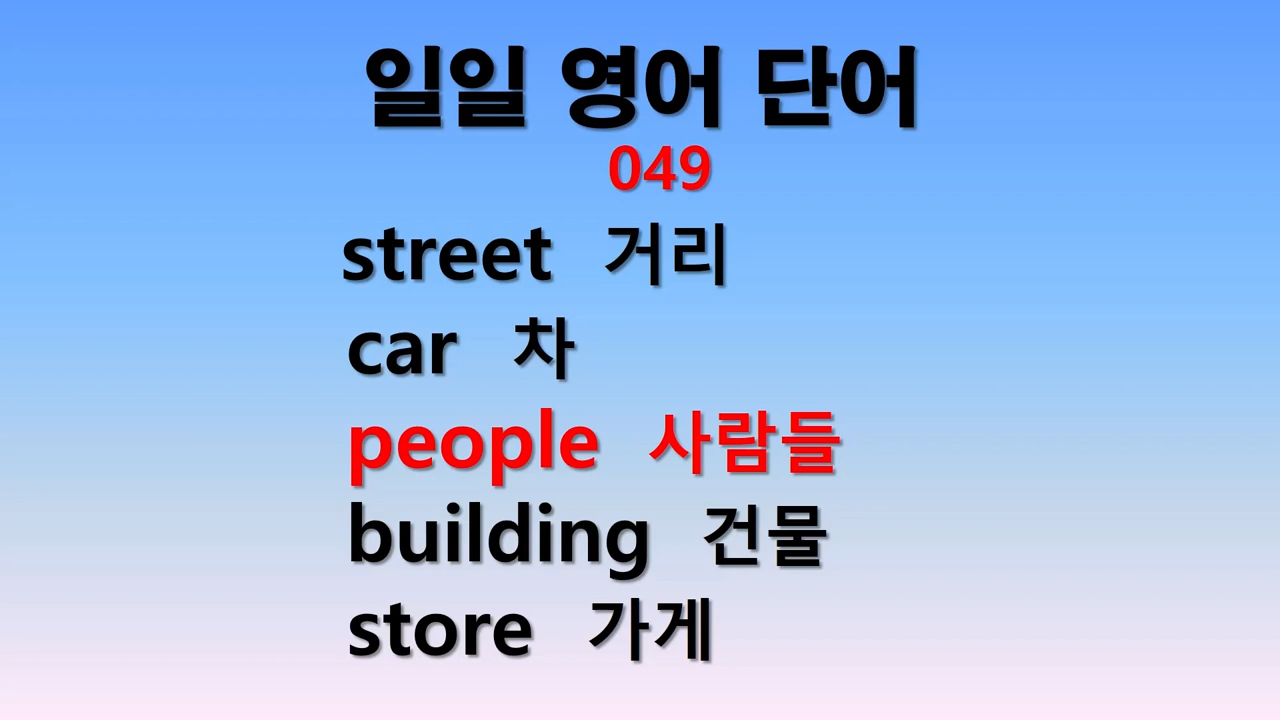 일일 영어 단어
049
street 거리
car 차
people 사람들
building 건물
store 가게